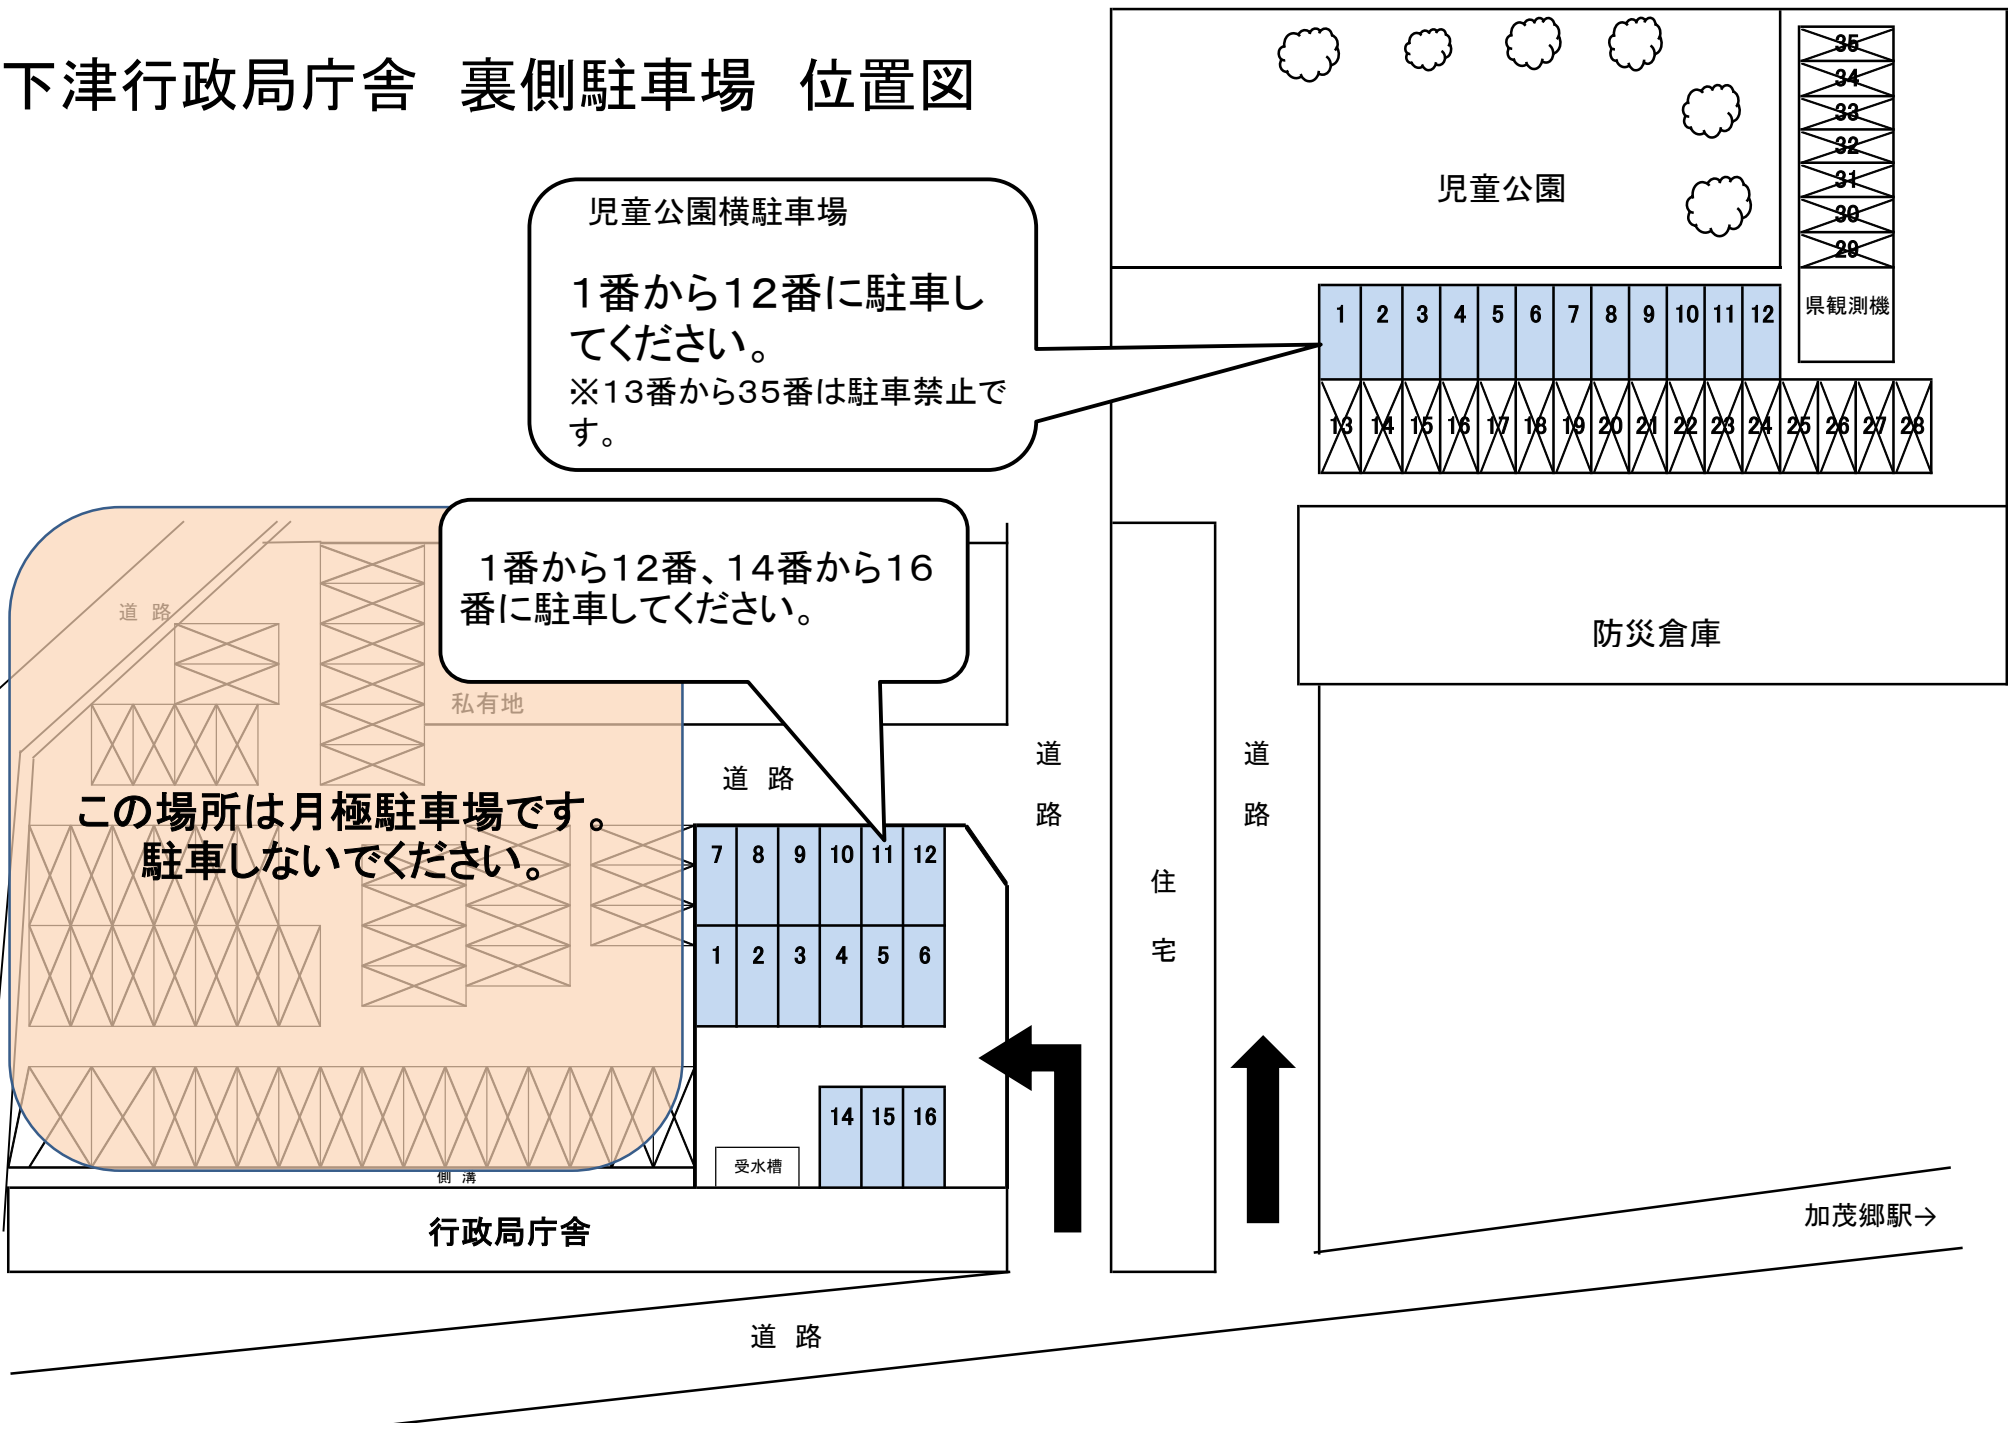 下津行政局庁舎　裏側駐車場　位置図
児童公園横駐車場
１番から１２番に駐車し
てください。
※１３番から３５番は駐車禁止で
す。
児童公園
35
34
33
32
31
30
29
県観測機
1 2 3 4 5 6 7 8 9 10 11 12
13 14 15 16 17 18 19 20 21 22 23 24 25 26 27 28
１番から１２番、１４番から１６
番に駐車してください。
防災倉庫
道 路
私有地
道 路
道路
道路
住宅
この場所は月極駐車場です。
駐車しないでください。
7 8 9 10 11 12
1 2 3 4 5 6
14 15 16
受水槽
側 溝
行政局庁舎
加茂郷駅→
道 路